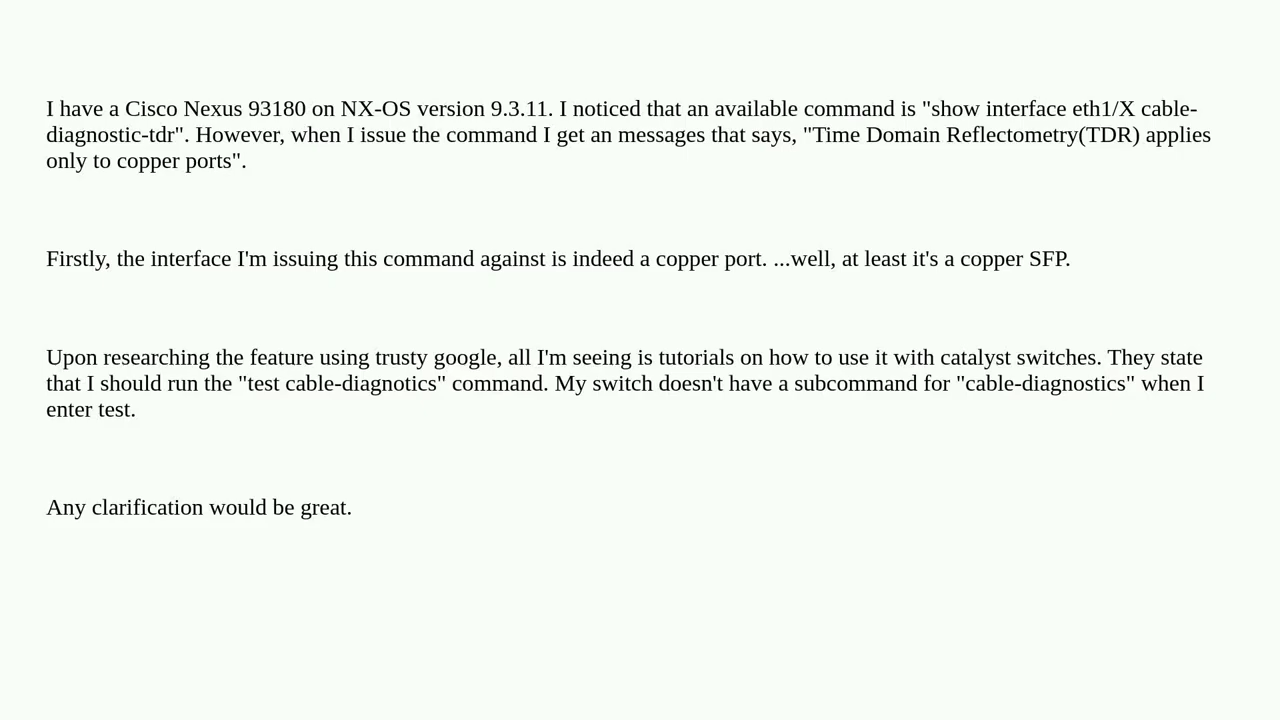 I have a Cisco Nexus 93180 on NX-OS version 9.3.11. I noticed that an available command is "show interface eth1/X cable-
diagnostic-tdr". However, when I issue the command I get an messages that says, "Time Domain Reflectometry(TDR) applies
only to copper ports".
Firstly, the interface I'm issuing this command against is indeed a copper port. ...well, at least it's a copper SFP.
Upon researching the feature using trusty google, all I'm seeing is tutorials on how to use it with catalyst switches. They state
that I should run the "test cable-diagnotics" command. My switch doesn't have a subcommand for "cable-diagnostics" when I
enter test.
Any clarification would be great.